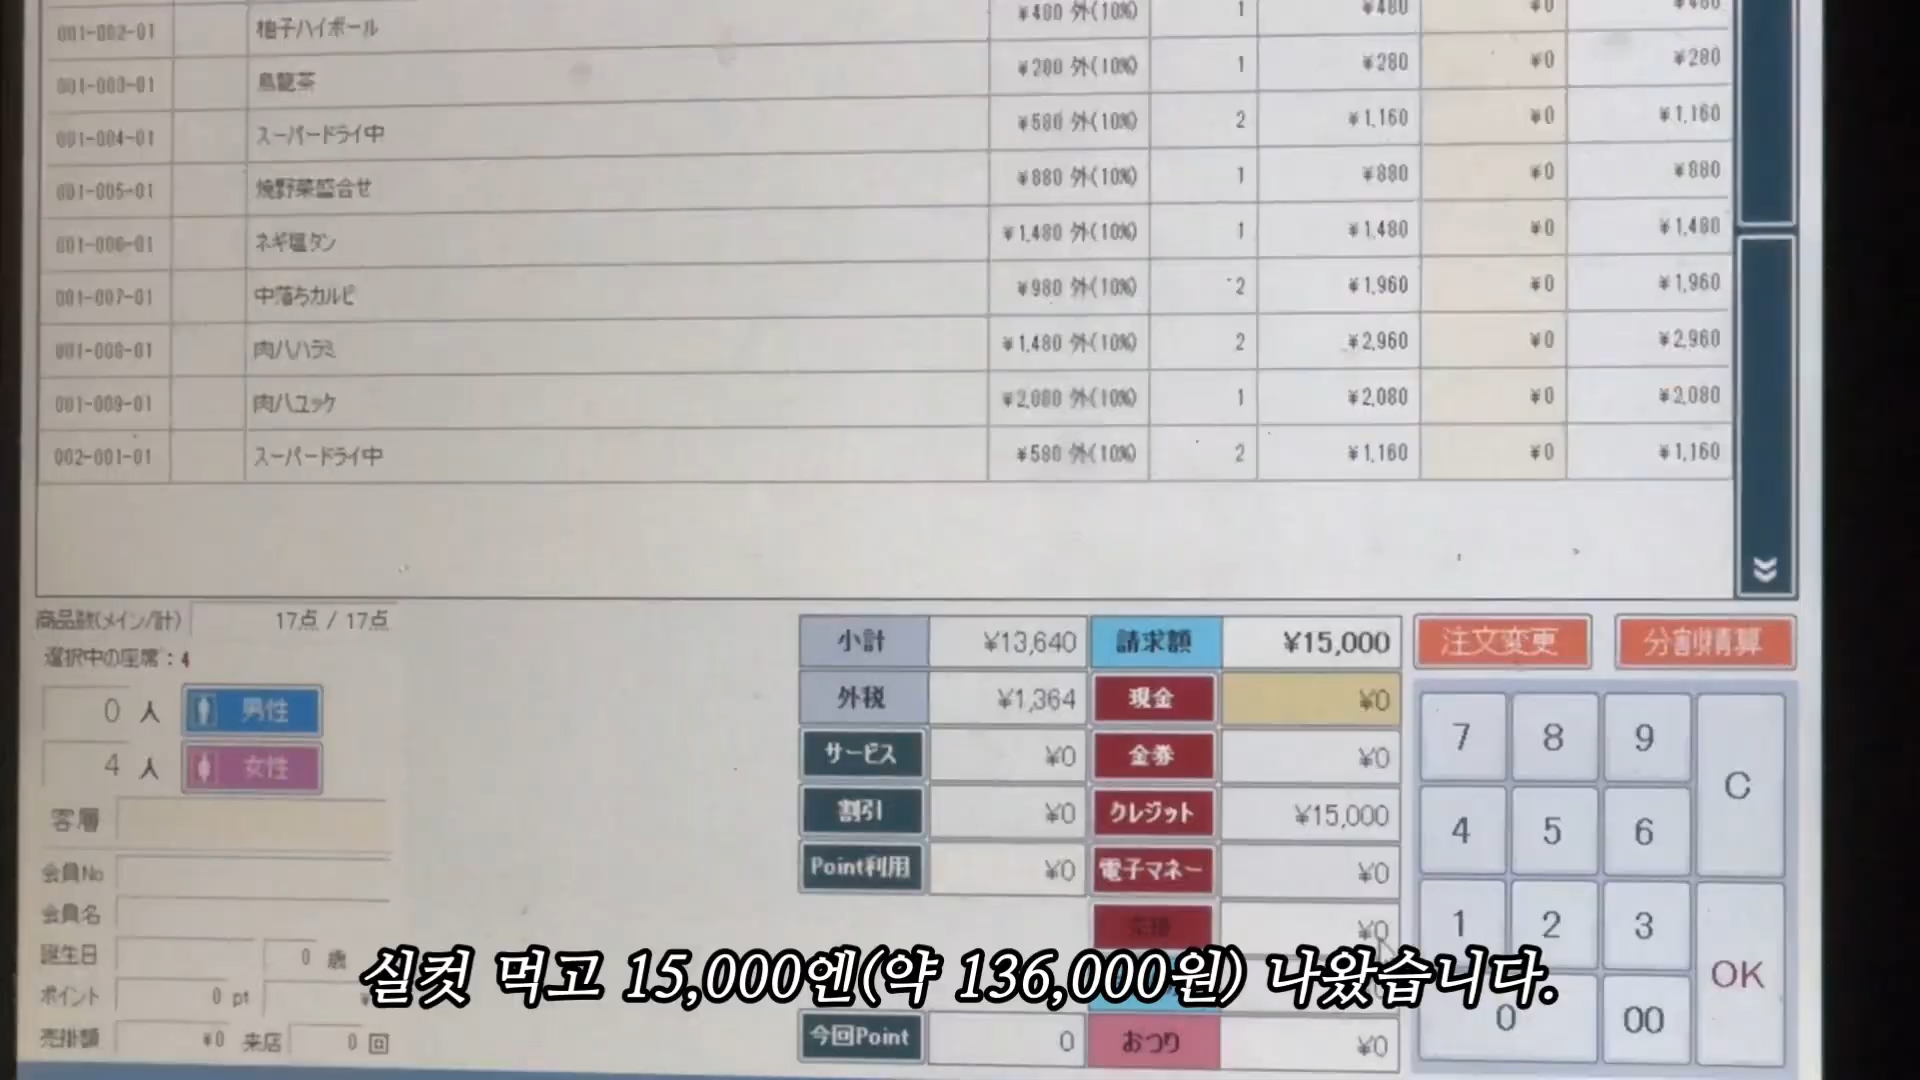 001-002-01 柚子ハイボール ¥480 外(10%) 1 ¥480 ¥0 ¥480
001-003-01 烏龍茶 ¥280 外(10%) 1 ¥280 ¥0 ¥280
001-004-01 スーパードライ中 ¥580 外(10%) 2 ¥1,160 ¥0 ¥1,160
001-005-01 焼野菜盛合せ ¥880 外(10%) 1 ¥880 ¥0 ¥880
001-006-01 ネギ塩タン ¥1,480 外(10%) 1 ¥1,480 ¥0 ¥1,480
001-007-01 中落ちカルビ ¥980 外(10%) 2 ¥1,960 ¥0 ¥1,960
001-008-01 肉ハハラミ ¥1,480 外(10%) 2 ¥2,960 ¥0 ¥2,960
001-009-01 肉ハユッケ ¥2,080 外(10%) 1 ¥2,080 ¥0 ¥2,080
002-001-01 スーパードライ中 ¥580 外(10%) 2 ¥1,160 ¥0 ¥1,160
商品数(メイン/計) 17点 / 17点
選択中の座席：4
0 人 男性
4 人 女性
客層
会員No
会員名
誕生日 0 歳
ポイント 0 pt ¥
売掛額 ¥0 来店 0 回
小計 ¥13,640 請求額 ¥15,000
外税 ¥1,364 現金 ¥0
サービス ¥0 金券 ¥0
割引 ¥0 クレジット ¥15,000
Point利用 ¥0 電子マネー ¥0
売掛 ¥0
今回Point 0 おつり ¥0
注文変更 分割精算
7 8 9 C
4 5 6
1 2 3 OK
0 00
실컷 먹고 15,000엔(약 136,000원) 나왔습니다.